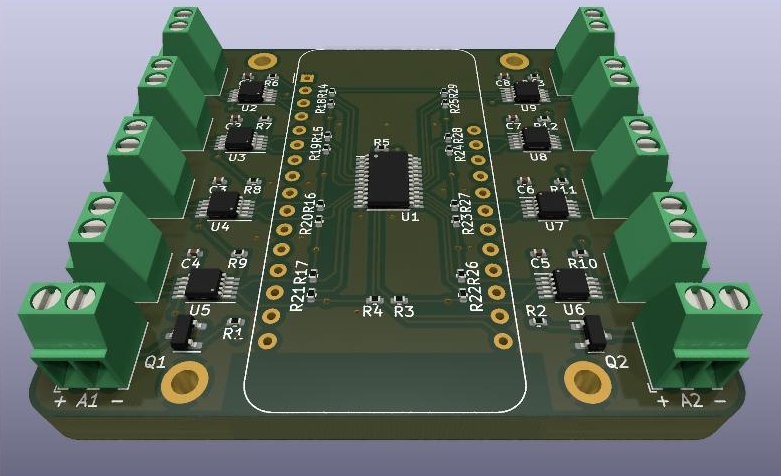 C8 R6
U2
R18R14
R25R29
C8
U9
C3 R7
U3
R19R15
R5
R24R28
C7 R12
U8
C3 R8
U4
R20R16
U1
R23R27
C6 R11
U7
C4 R9
U5
R21R17
R4 R3
R22R26
C5 R10
U6
R1
R2
Q1
Q2
+ A1 -
+ A2 -